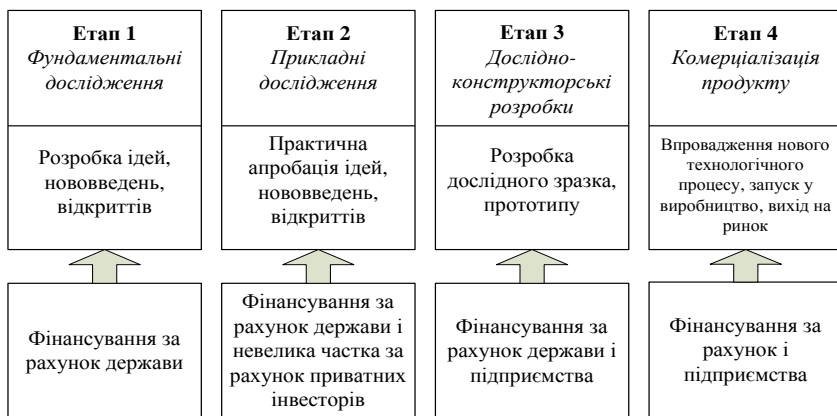 Етап 1
Фундаментальні
дослідження
Розробка ідей,
нововведень,
відкриттів
Фінансування за
рахунок держави
Етап 2
Прикладні
дослідження
Практична
апробація ідей,
нововведень,
відкриттів
Фінансування за
рахунок держави і
невелика частка за
рахунок приватних
інвесторів
Етап 3
Дослідно-
конструкторські
розробки
Розробка
дослідного зразка,
прототипу
Фінансування за
рахунок держави і
підприємства
Етап 4
Комерціалізація
продукту
Впровадження нового
технологічного
процесу, запуск у
виробництво, вихід на
ринок
Фінансування за
рахунок і
підприємства